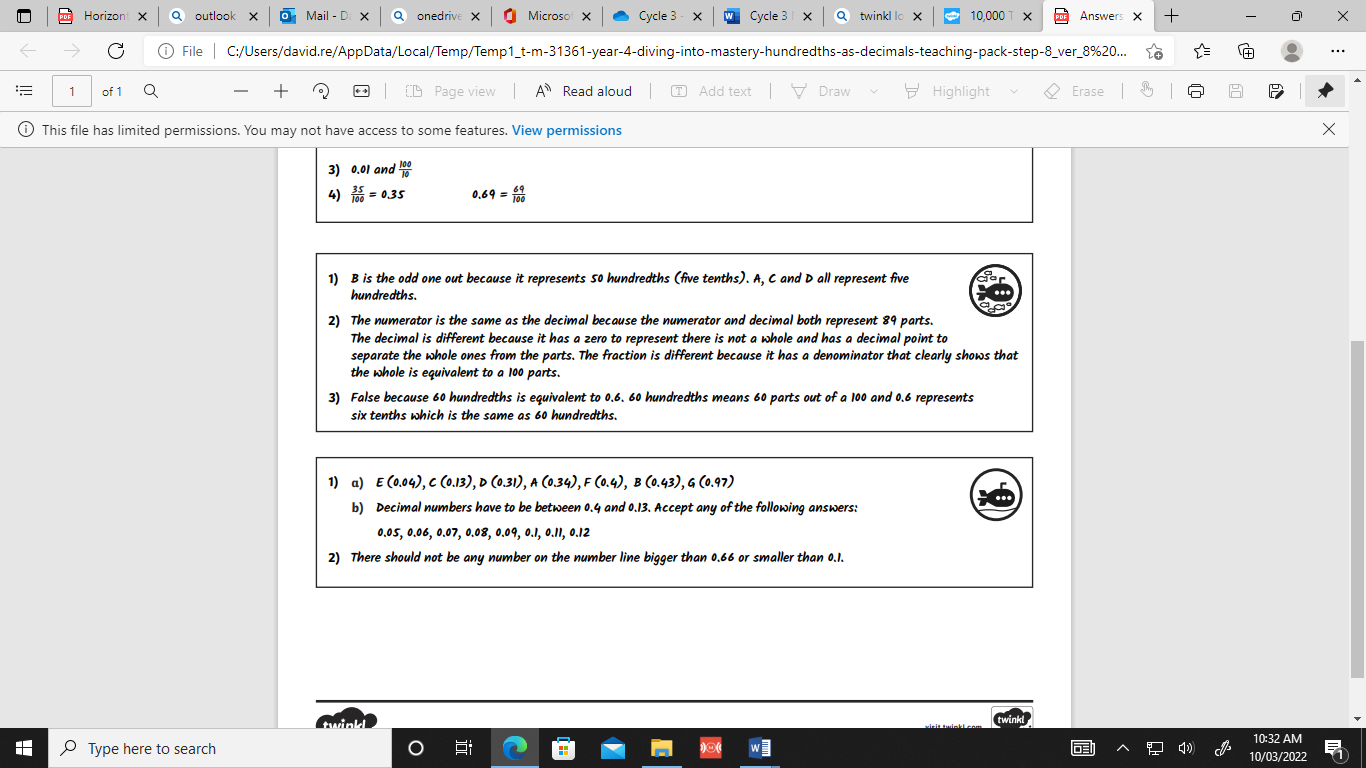 Horizont
outlook
Mail - Da
onedrive
Microsof
Cycle 3 -
Cycle 3 l
twinkl lo
10,000 T
Answers
File
C:/Users/david.re/AppData/Local/Temp/Temp1_t-m-31361-year-4-diving-into-mastery-hundredths-as-decimals-teaching-pack-step-8_ver_8%20...
1 of 1
Page view
Read aloud
Add text
Draw
Highlight
Erase
This file has limited permissions. You may not have access to some features. View permissions
3) 0.01 and 100/10
4) 35/100 = 0.35 0.69 = 69/100
1) B is the odd one out because it represents 50 hundredths (five tenths). A, C and D all represent five
hundredths.
2) The numerator is the same as the decimal because the numerator and decimal both represent 89 parts.
The decimal is different because it has a zero to represent there is not a whole and has a decimal point to
separate the whole ones from the parts. The fraction is different because it has a denominator that clearly shows that
the whole is equivalent to a 100 parts.
3) False because 60 hundredths is equivalent to 0.6. 60 hundredths means 60 parts out of a 100 and 0.6 represents
six tenths which is the same as 60 hundredths.
1) a) E (0.04), C (0.13), D (0.31), A (0.34), F (0.4), B (0.43), G (0.97)
b) Decimal numbers have to be between 0.4 and 0.13. Accept any of the following answers:
0.05, 0.06, 0.07, 0.08, 0.09, 0.1, 0.11, 0.12
2) There should not be any number on the number line bigger than 0.66 or smaller than 0.1.
twinkl
visit twinkl.com
twinkl
Type here to search
10:32 AM
10/03/2022
1